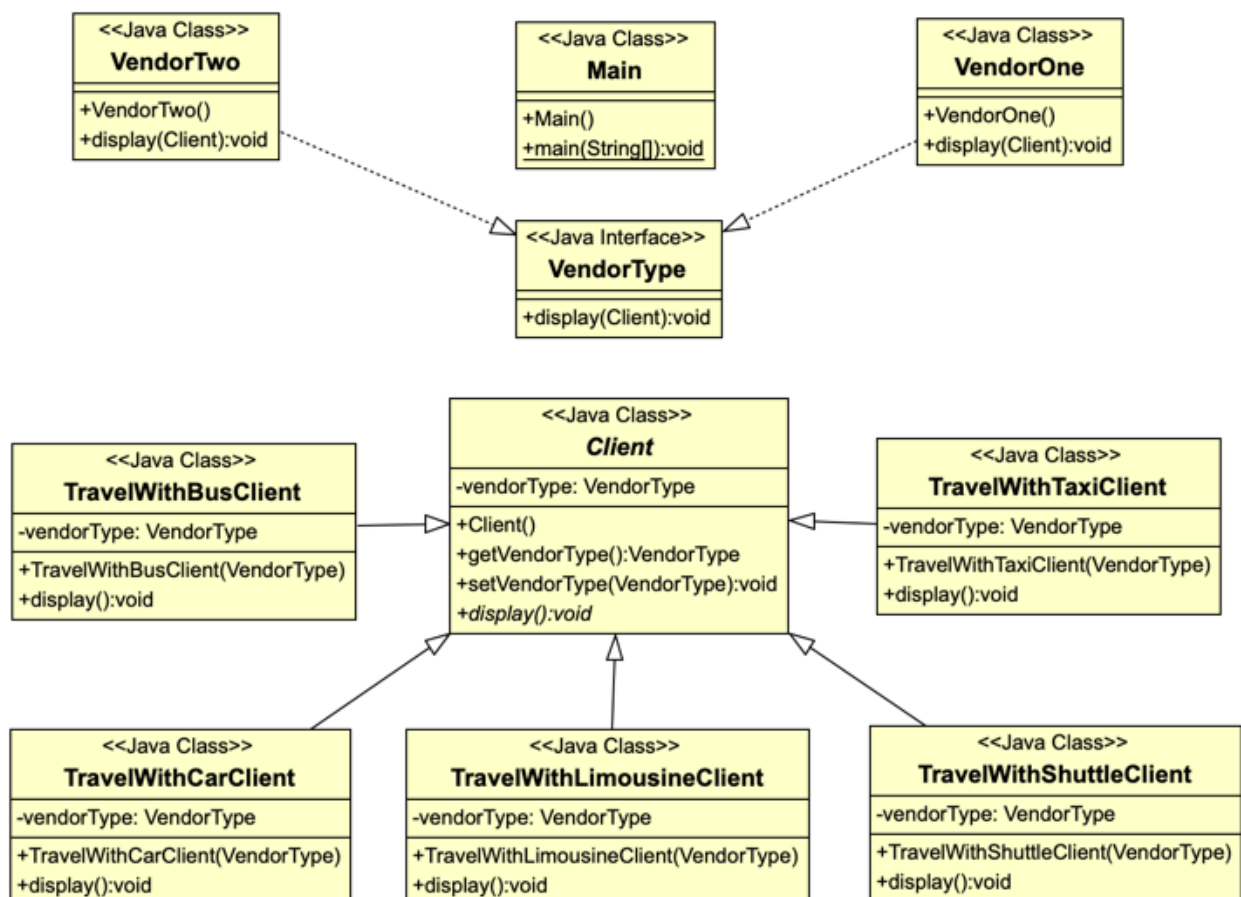 <<Java Class>>
VendorTwo
+VendorTwo()
+display(Client):void
<<Java Class>>
Main
+Main()
+main(String[]):void
<<Java Class>>
VendorOne
+VendorOne()
+display(Client):void
<<Java Interface>>
VendorType
+display(Client):void
<<Java Class>>
TravelWithBusClient
-vendorType: VendorType
+TravelWithBusClient(VendorType)
+display():void
<<Java Class>>
Client
-vendorType: VendorType
+Client()
+getVendorType():VendorType
+setVendorType(VendorType):void
+display():void
<<Java Class>>
TravelWithTaxiClient
-vendorType: VendorType
+TravelWithTaxiClient(VendorType)
+display():void
<<Java Class>>
TravelWithCarClient
-vendorType: VendorType
+TravelWithCarClient(VendorType)
+display():void
<<Java Class>>
TravelWithLimousineClient
-vendorType: VendorType
+TravelWithLimousineClient(VendorType)
+display():void
<<Java Class>>
TravelWithShuttleClient
-vendorType: VendorType
+TravelWithShuttleClient(VendorType)
+display():void